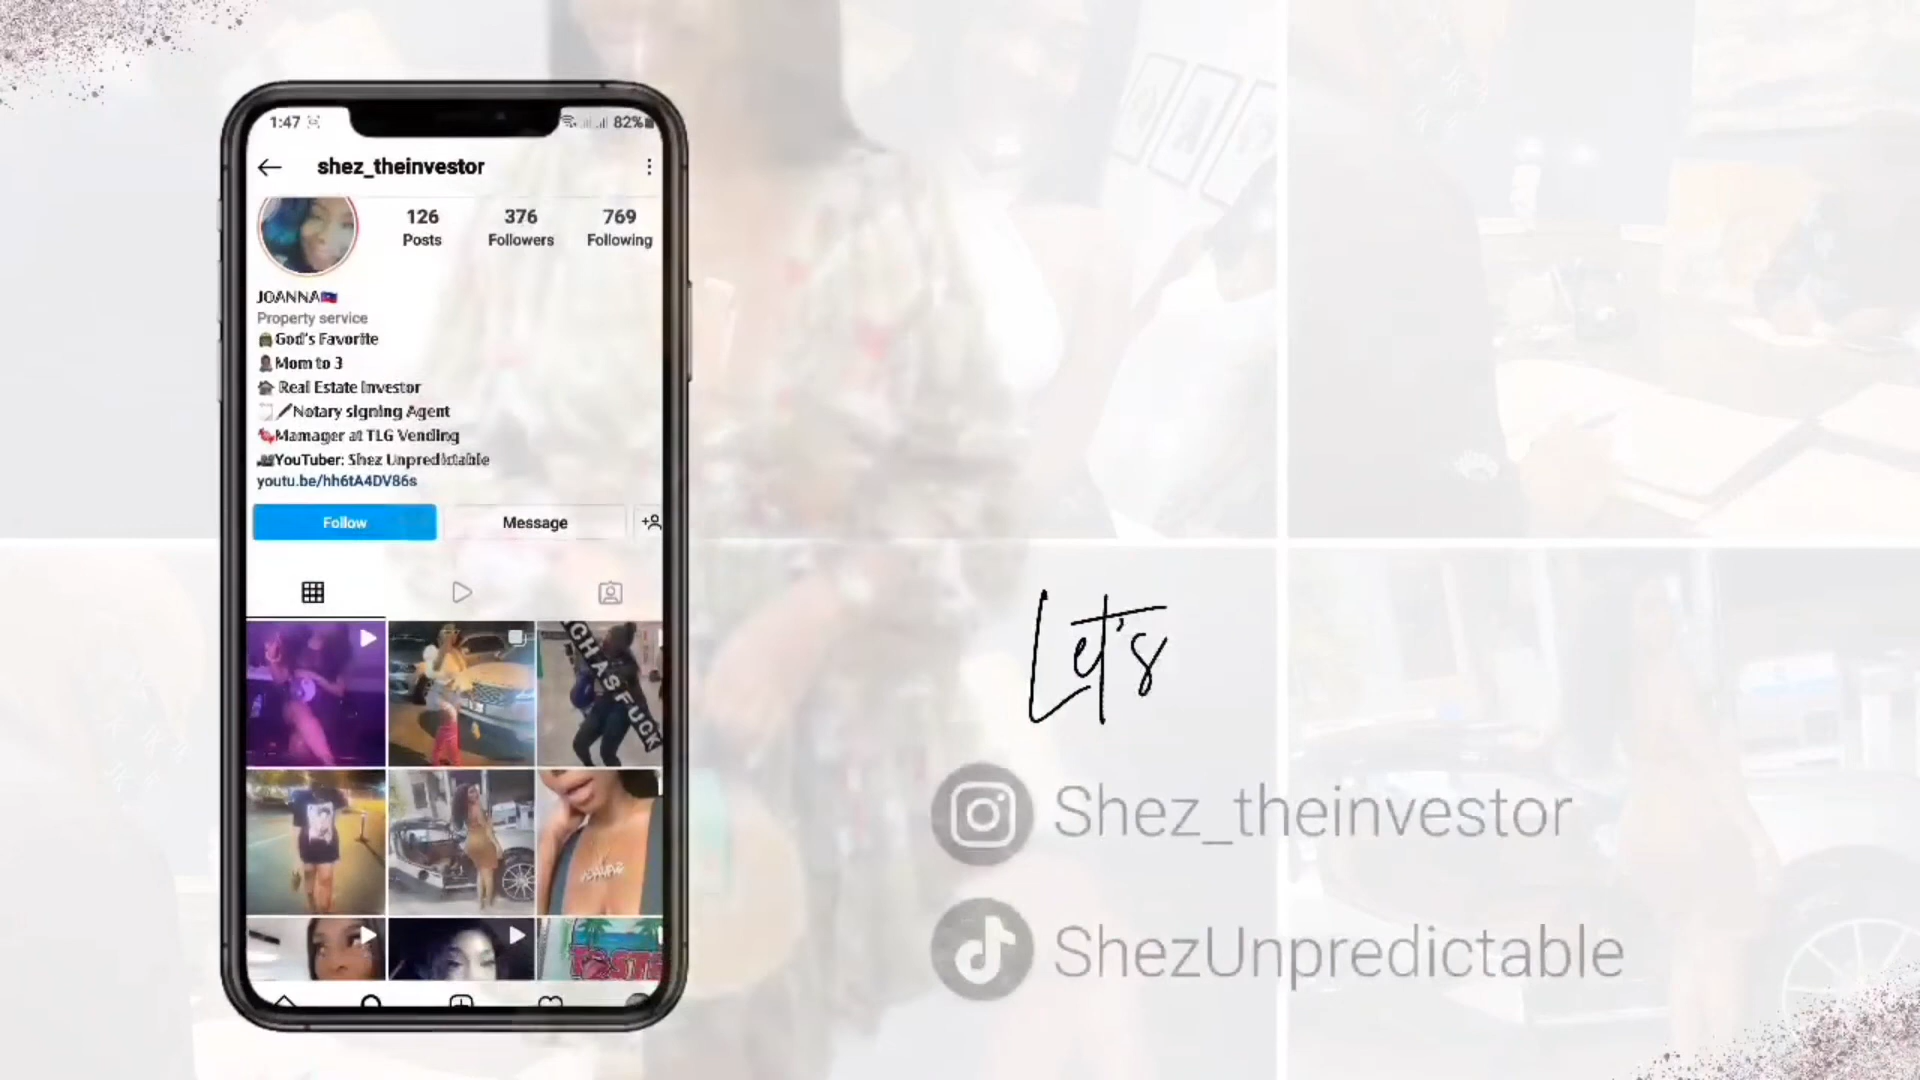 1:47
82%
shez_theinvestor
126
376
769
Posts
Followers
Following
JOANNA🇭🇹
Property service
God's Favorite
Mom to 3
Real Estate Investor
Notary signing Agent
Mamager at TLG Vending
YouTuber: Shez Unpredictable
youtu.be/hh6tA4DV86s
Follow
Message
CH AS FUCK
Let's
Shez_theinvestor
ShezUnpredictable